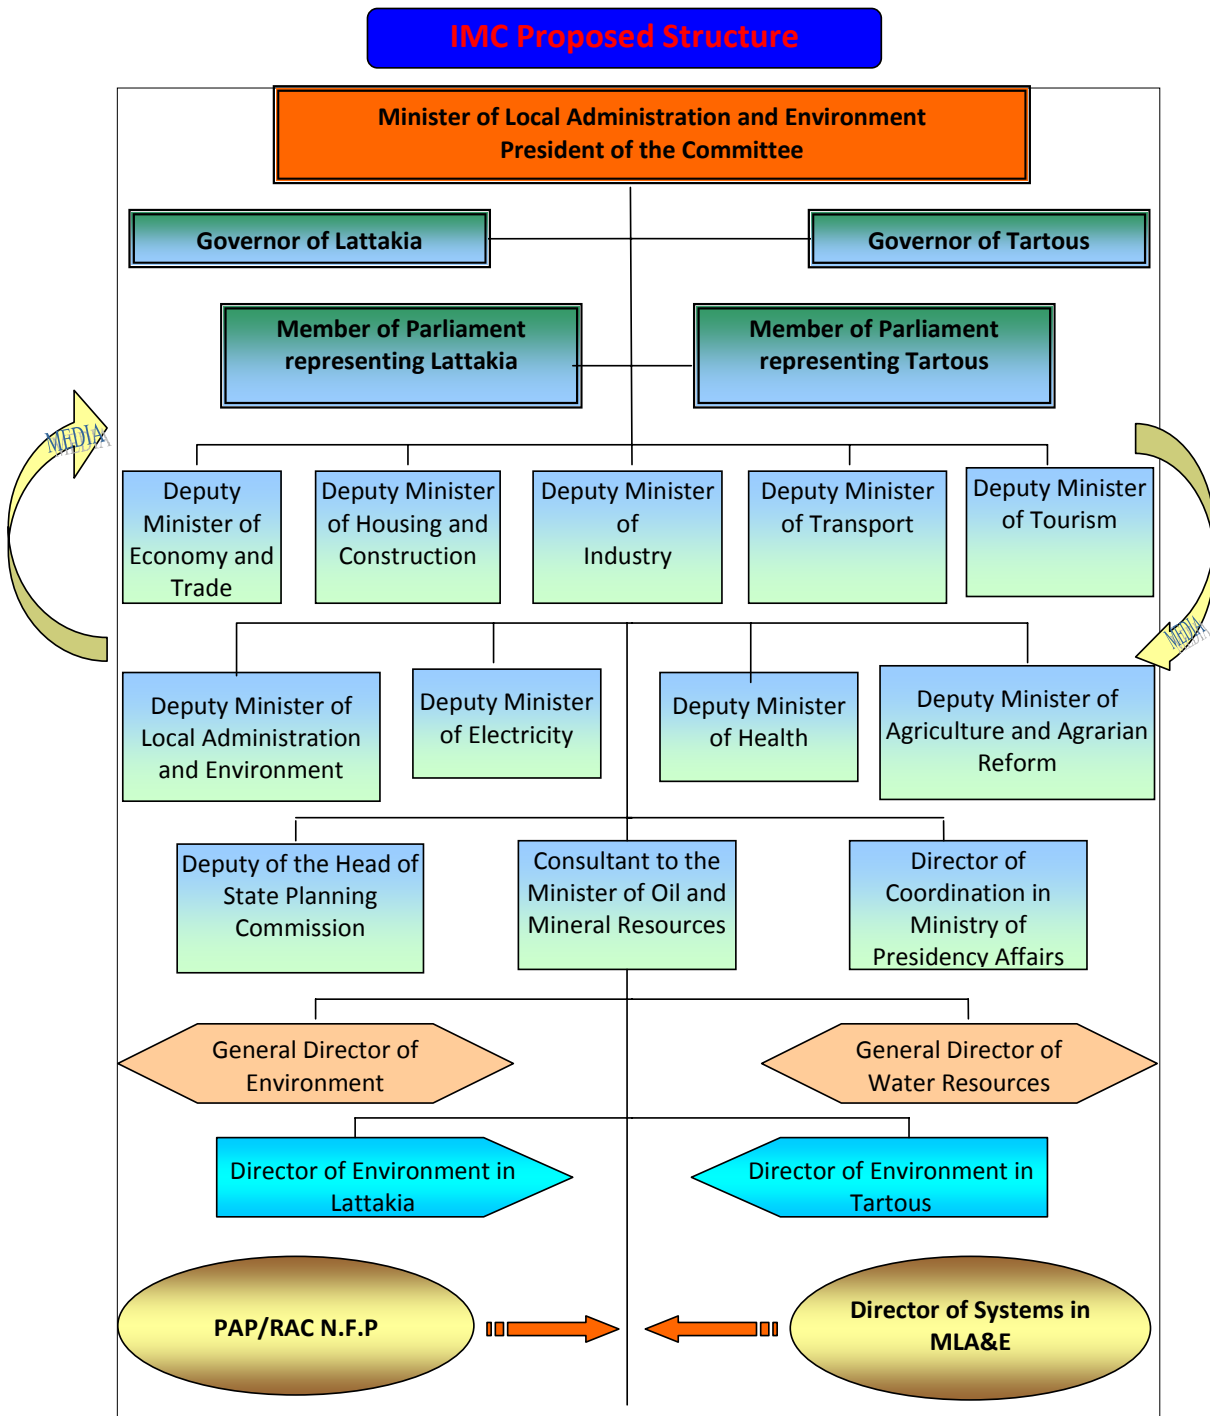 IMC Proposed Structure
Minister of Local Administration and Environment
President of the Committee
Governor of Lattakia
Governor of Tartous
Member of Parliament
representing Lattakia
Member of Parliament
representing Tartous
MEDIA
Deputy
Minister of
Economy and
Trade
Deputy Minister
of Housing and
Construction
Deputy Minister
of
Industry
Deputy Minister
of Transport
Deputy Minister
of Tourism
MEDIA
Deputy Minister of
Local Administration
and Environment
Deputy Minister
of Electricity
Deputy Minister
of Health
Deputy Minister of
Agriculture and Agrarian
Reform
Deputy of the Head of
State Planning
Commission
Consultant to the
Minister of Oil and
Mineral Resources
Director of
Coordination in
Ministry of
Presidency Affairs
General Director of
Environment
General Director of
Water Resources
Director of Environment in
Lattakia
Director of Environment in
Tartous
PAP/RAC N.F.P
Director of Systems in
MLA&E